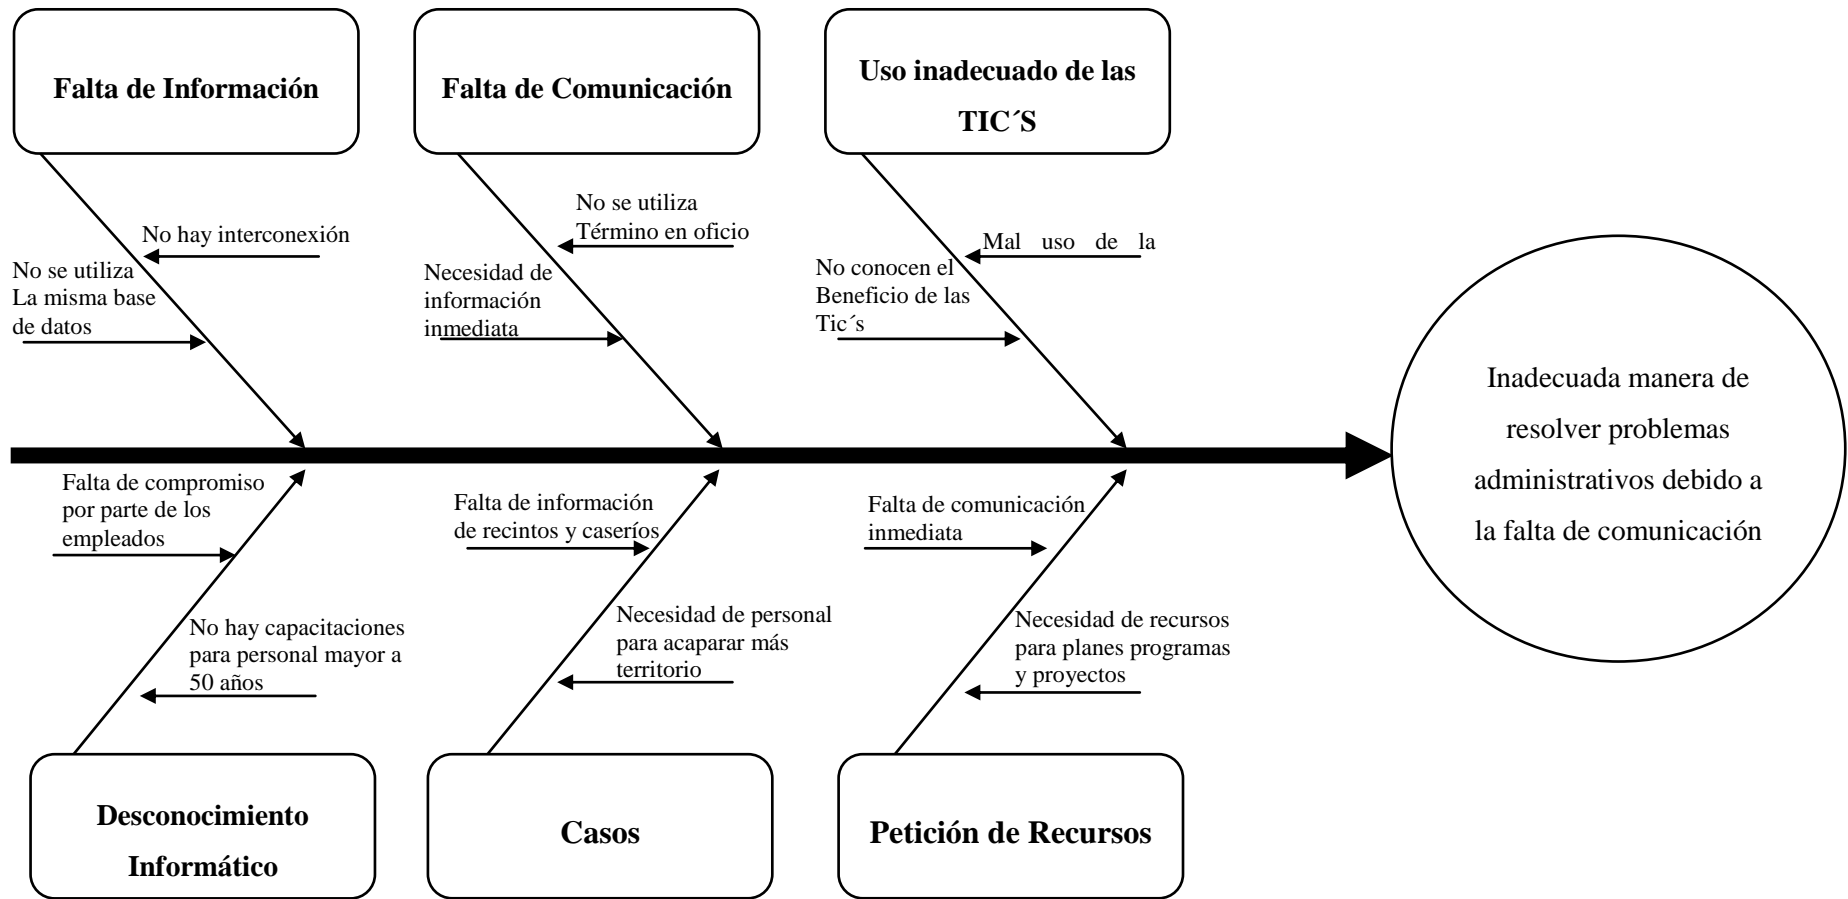 Falta de Información
Falta de Comunicación
Uso inadecuado de las
TIC´S
No hay interconexión
No se utiliza
La misma base
de datos
No se utiliza
Término en oficio
Necesidad de
información
inmediata
Mal uso de la
No conocen el
Beneficio de las
Tic´s
Inadecuada manera de
resolver problemas
administrativos debido a
la falta de comunicación
Falta de compromiso
por parte de los
empleados
No hay capacitaciones
para personal mayor a
50 años
Falta de información
de recintos y caseríos
Necesidad de personal
para acaparar más
territorio
Falta de comunicación
inmediata
Necesidad de recursos
para planes programas
y proyectos
Desconocimiento
Informático
Casos
Petición de Recursos